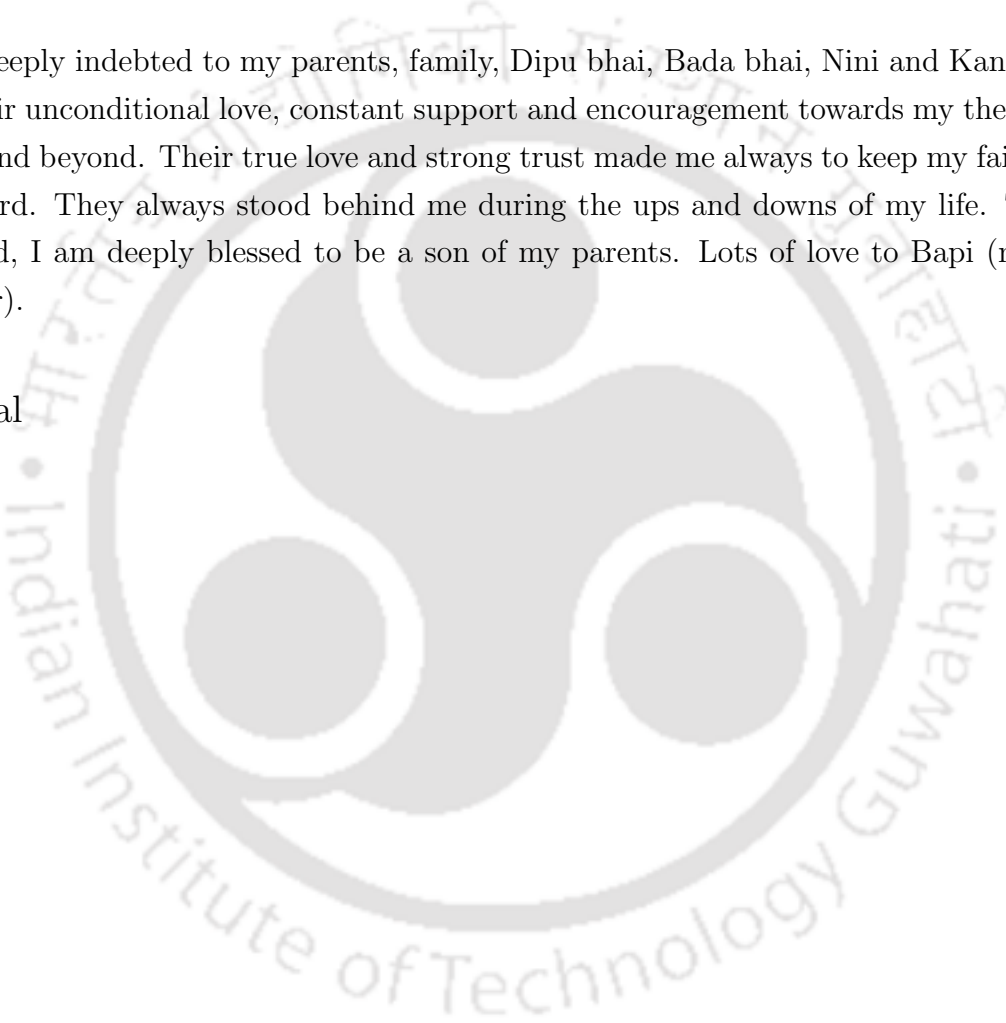 eeply indebted to my parents, family, Dipu bhai, Bada bhai, Nini and Kan
ir unconditional love, constant support and encouragement towards my the
nd beyond. Their true love and strong trust made me always to keep my fai
rd. They always stood behind me during the ups and downs of my life.
d, I am deeply blessed to be a son of my parents. Lots of love to Bapi (
).
al
भारतीय प्रौद्योगिकी संस्थान गुवाहाटी
• Indian Institute of Technology Guwahati •